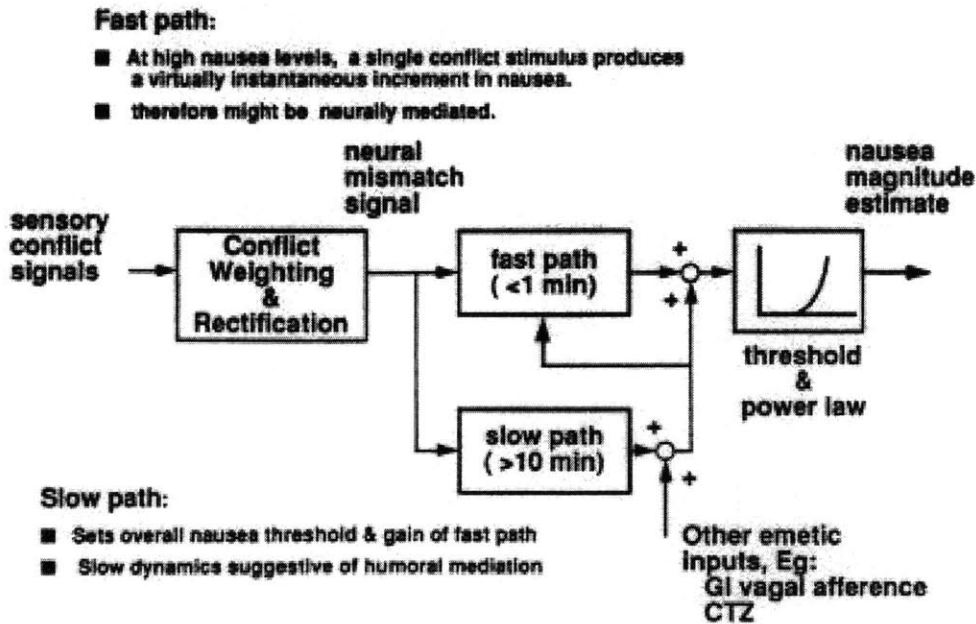 Fast path:
■ At high nausea levels, a single conflict stimulus produces
a virtually instantaneous increment in nausea.
■ therefore might be neurally mediated.
neural
mismatch
signal
nausea
magnitude
estimate
sensory
conflict
signals
Conflict
Weighting
&
Rectification
fast path
( <1 min)
+
+
threshold
&
power law
slow path
( >10 min)
+
+
Slow path:
■ Sets overall nausea threshold & gain of fast path
■ Slow dynamics suggestive of humoral mediation
Other emetic
inputs, Eg:
GI vagal afference
CTZ